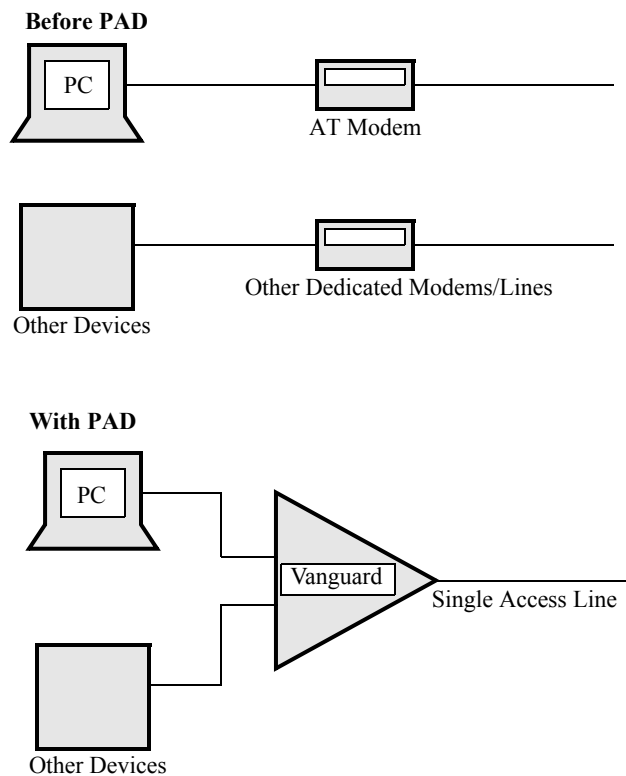 Before PAD
PC
AT Modem
Other Dedicated Modems/Lines
Other Devices
With PAD
PC
Vanguard
Single Access Line
Other Devices